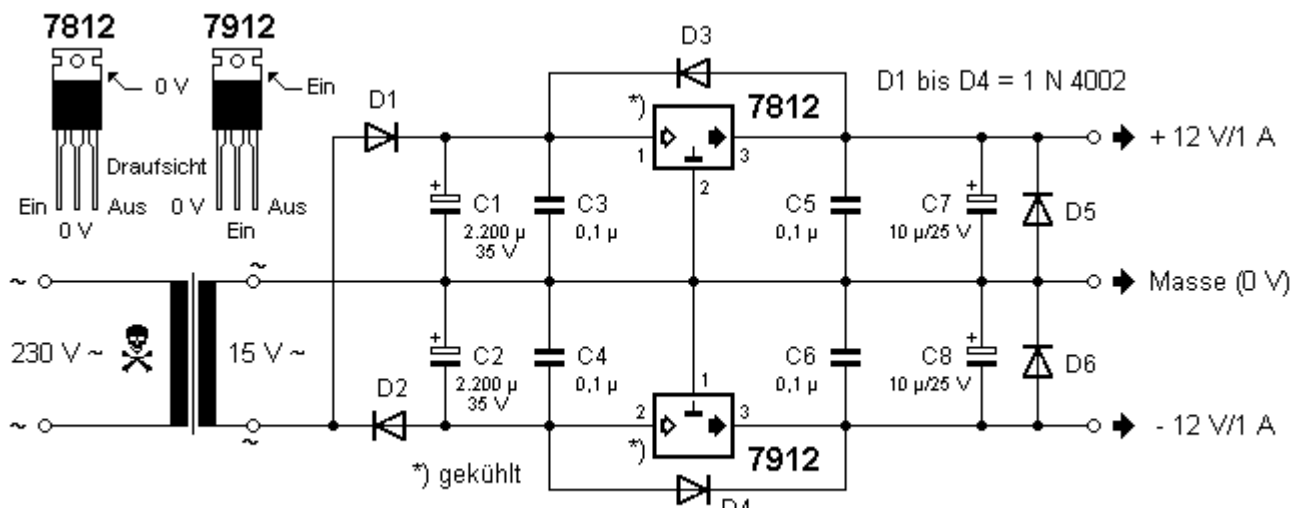 7812
7912
0 V
Ein
Draufsicht
Ein
Aus
0 V
0 V
Aus
Ein
D3
D1 bis D4 = 1 N 4002
D1
*)
7812
1
3
2
+ 12 V/1 A
+
C1
2.200 µ
35 V
C3
0,1 µ
C5
0,1 µ
+
C7
10 µ/25 V
D5
~
~
Masse (0 V)
230 V ~
15 V ~
+
C2
2.200 µ
35 V
C4
0,1 µ
1
C6
0,1 µ
+
C8
10 µ/25 V
D6
D2
2
3
*)
7912
~
~
- 12 V/1 A
*) gekühlt
D4